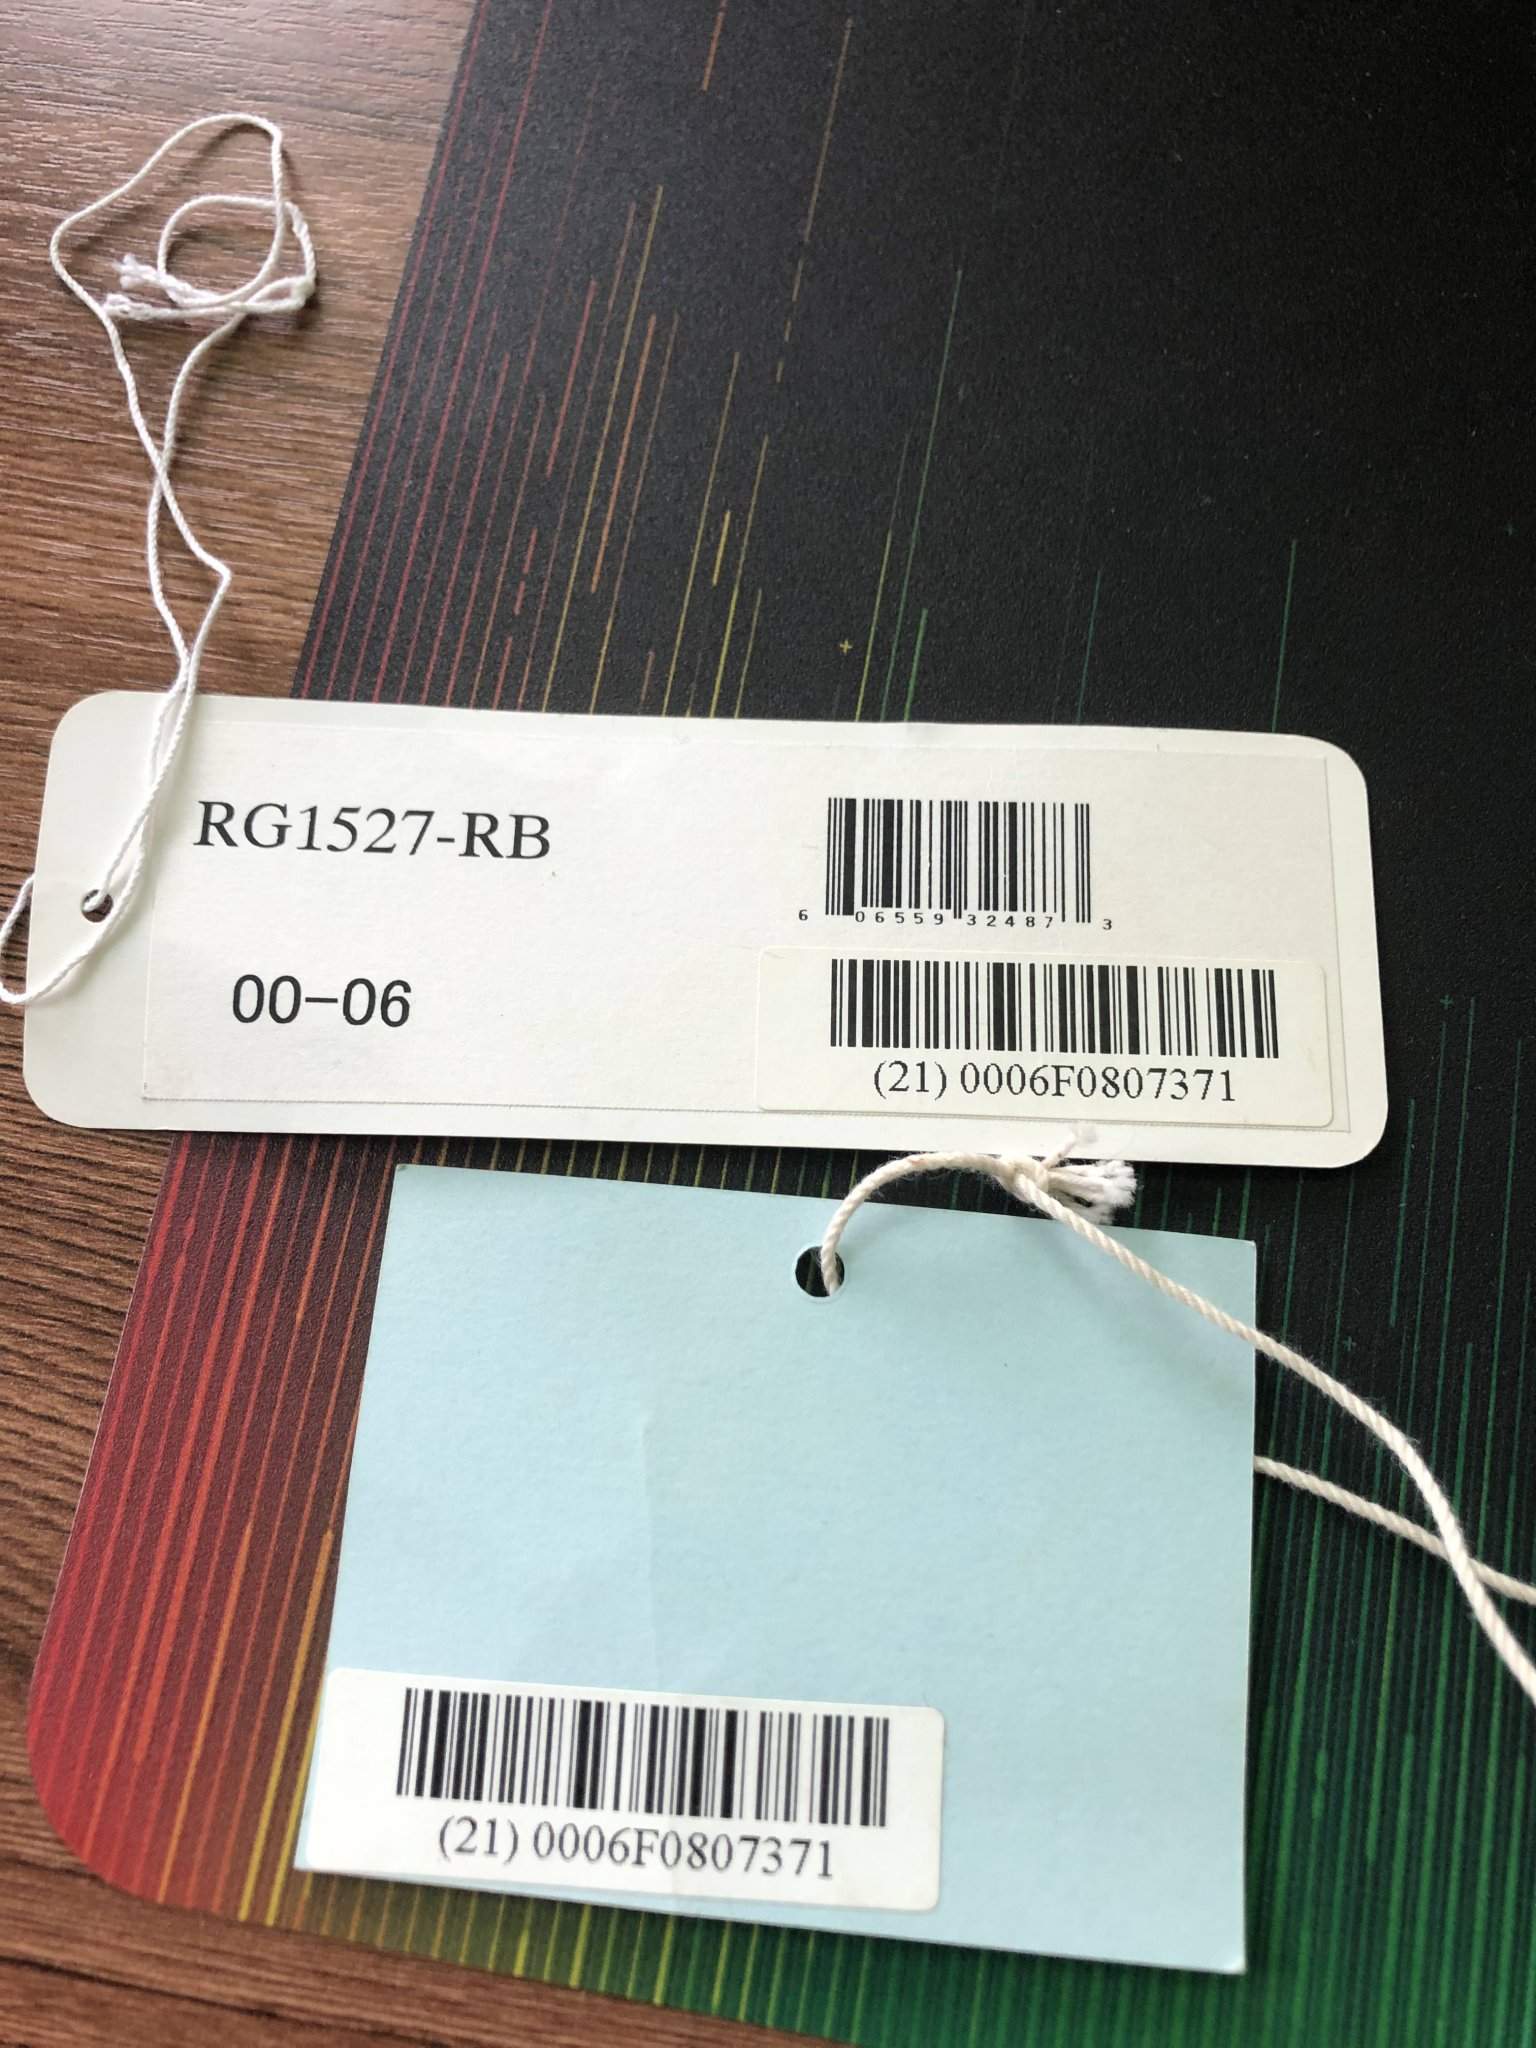 RG1527-RB
6 06559 32487 3
00-06
(21) 0006F0807371
(21) 0006F0807371